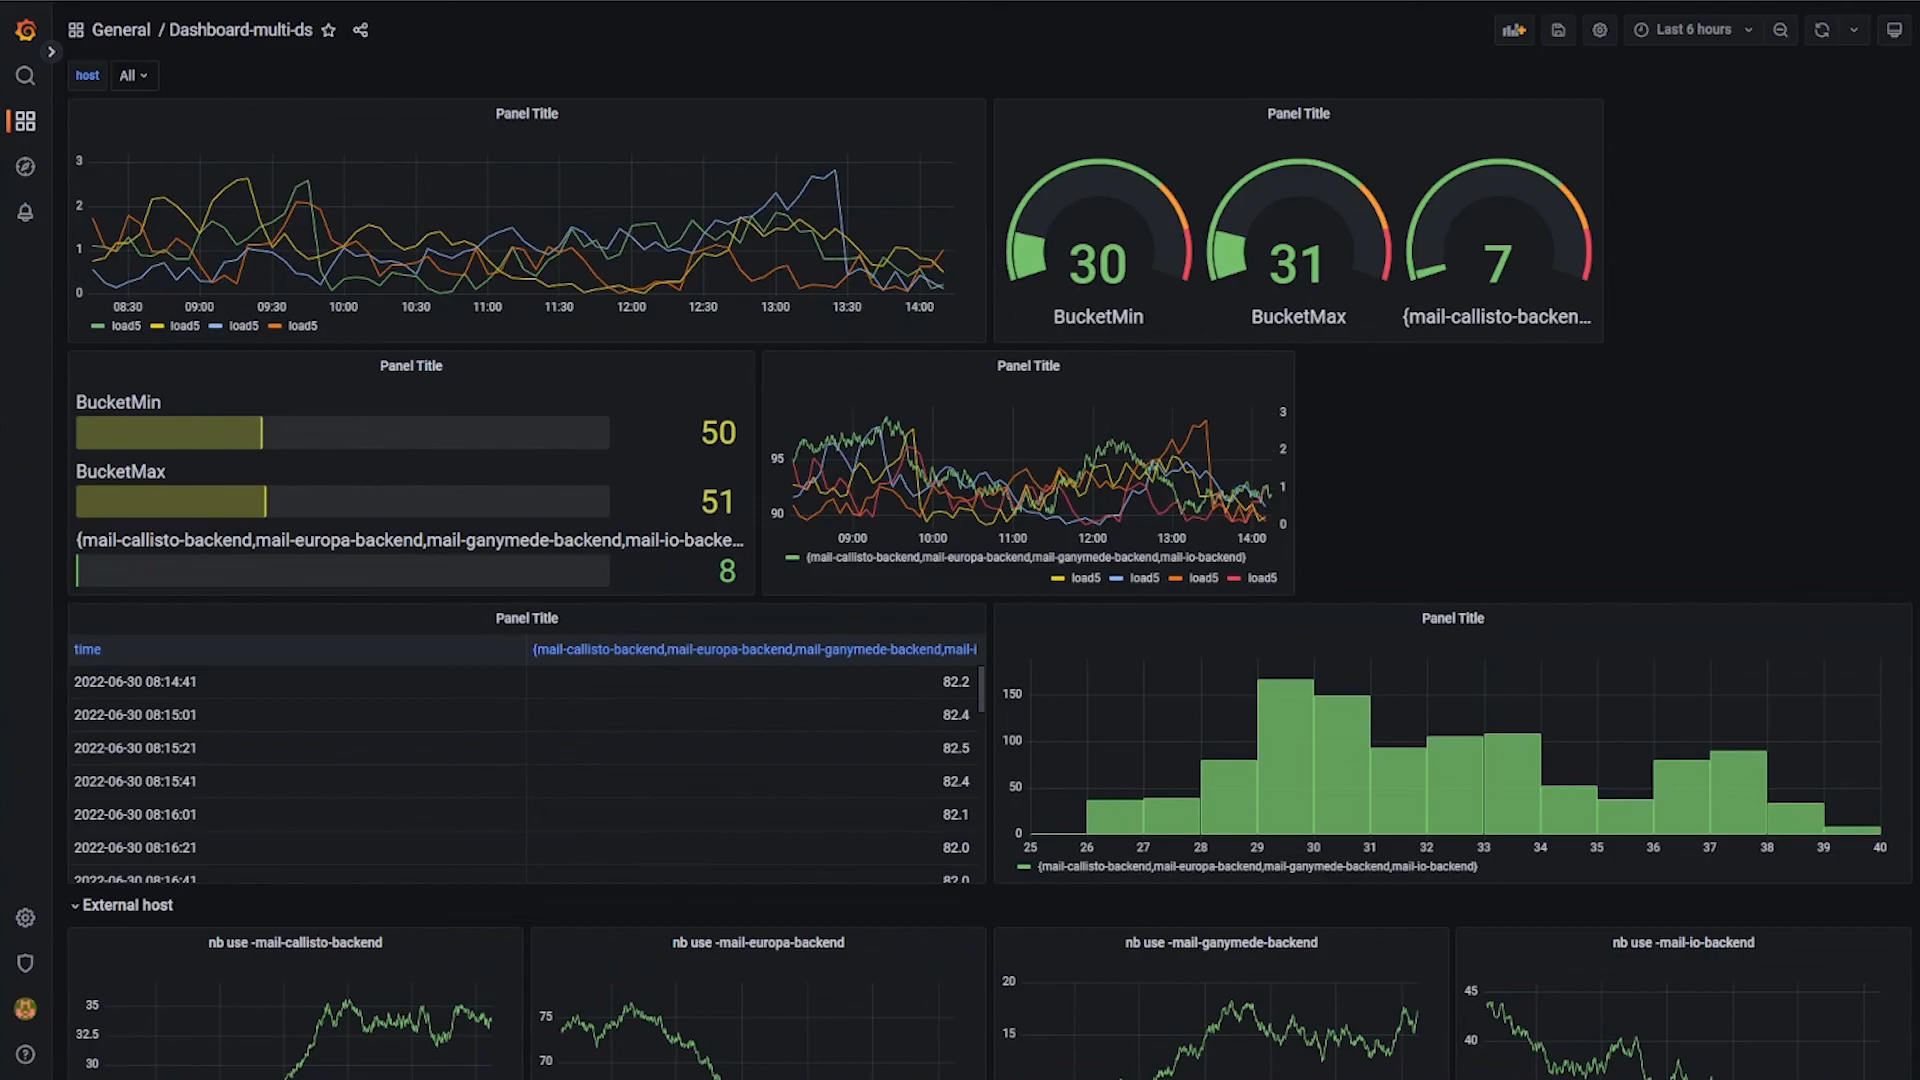 General / Dashboard-multi-ds
Last 6 hours
host All
Panel Title
3
2
1
0
08:30 09:00 09:30 10:00 10:30 11:00 11:30 12:00 12:30 13:00 13:30 14:00
load5 load5 load5 load5
Panel Title
30 31 7
BucketMin BucketMax {mail-callisto-backen...
Panel Title
BucketMin
50
BucketMax
51
{mail-callisto-backend,mail-europa-backend,mail-ganymede-backend,mail-io-backe...
8
Panel Title
95
90
3
2
1
0
09:00 10:00 11:00 12:00 13:00 14:00
{mail-callisto-backend,mail-europa-backend,mail-ganymede-backend,mail-io-backend}
load5 load5 load5 load5
Panel Title
time {mail-callisto-backend,mail-europa-backend,mail-ganymede-backend,mail-i
2022-06-30 08:14:41 82.2
2022-06-30 08:15:01 82.4
2022-06-30 08:15:21 82.5
2022-06-30 08:15:41 82.4
2022-06-30 08:16:01 82.1
2022-06-30 08:16:21 82.0
2022-06-30 08:16:41 82.0
Panel Title
150
100
50
0
25 26 27 28 29 30 31 32 33 34 35 36 37 38 39 40
{mail-callisto-backend,mail-europa-backend,mail-ganymede-backend,mail-io-backend}
External host
nb use -mail-callisto-backend
35
32.5
30
nb use -mail-europa-backend
75
70
nb use -mail-ganymede-backend
20
15
nb use -mail-io-backend
45
40